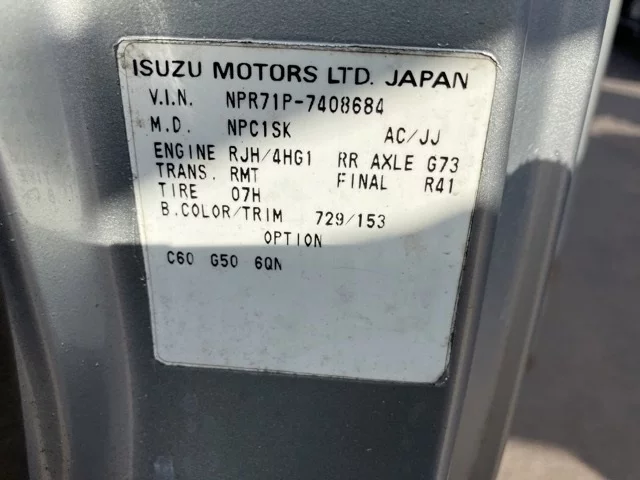 ISUZU MOTORS LTD. JAPAN
V.I.N. NPR71P-7408684
M.D. NPC1SK AC/JJ
ENGINE RJH/4HG1 RR AXLE G73
TRANS. RMT FINAL R41
TIRE 07H
B.COLOR/TRIM 729/153
OPTION
C60 G50 6QN